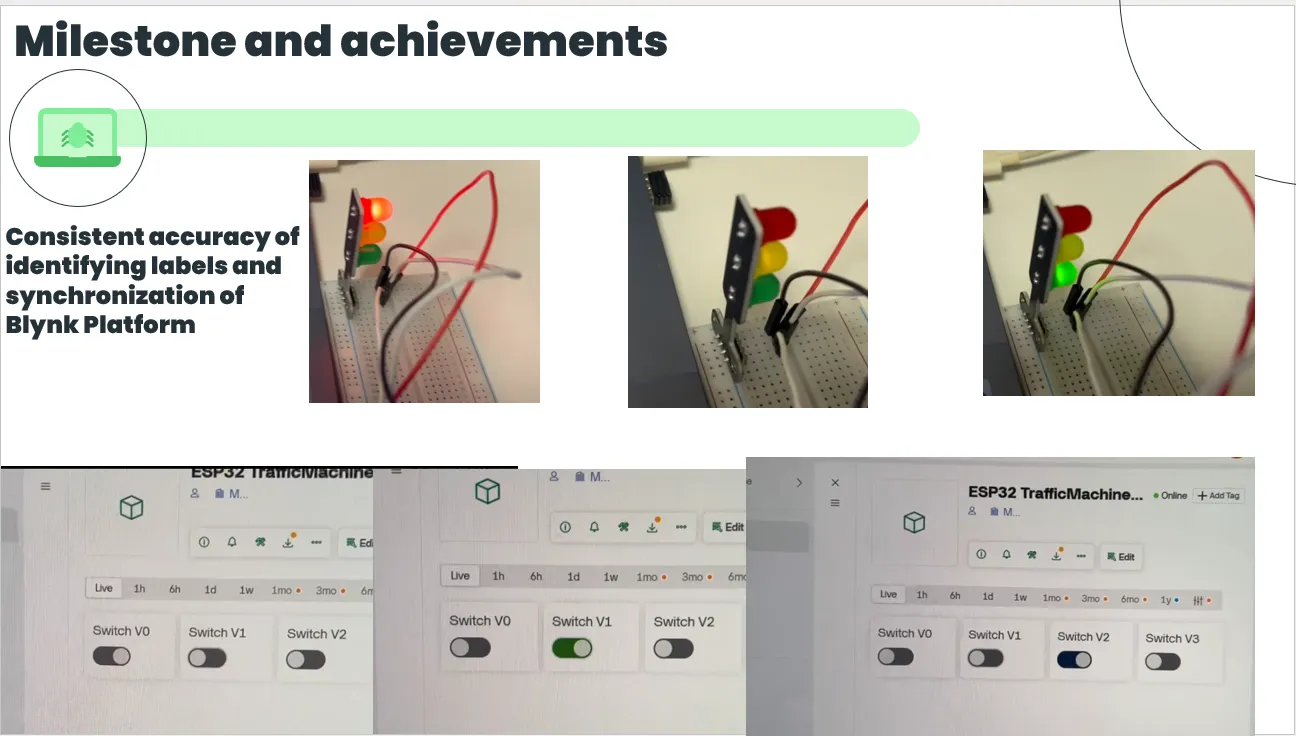 Milestone and achievements
Consistent accuracy of
identifying labels and
synchronization of
Blynk Platform
ESP32 TrafficMachine
M...
Edi
Live 1h 6h 1d 1w 1mo 3mo 6m
Switch V0 Switch V1 Switch V2
M...
Edit
Live 1h 6h 1d 1w 1mo 3mo 6mo
Switch V0 Switch V1 Switch V2
e
ESP32 TrafficMachine... Online + Add Tag
M...
Edit
Live 1h 6h 1d 1w 1mo 3mo 6mo 1y
Switch V0 Switch V1 Switch V2 Switch V3